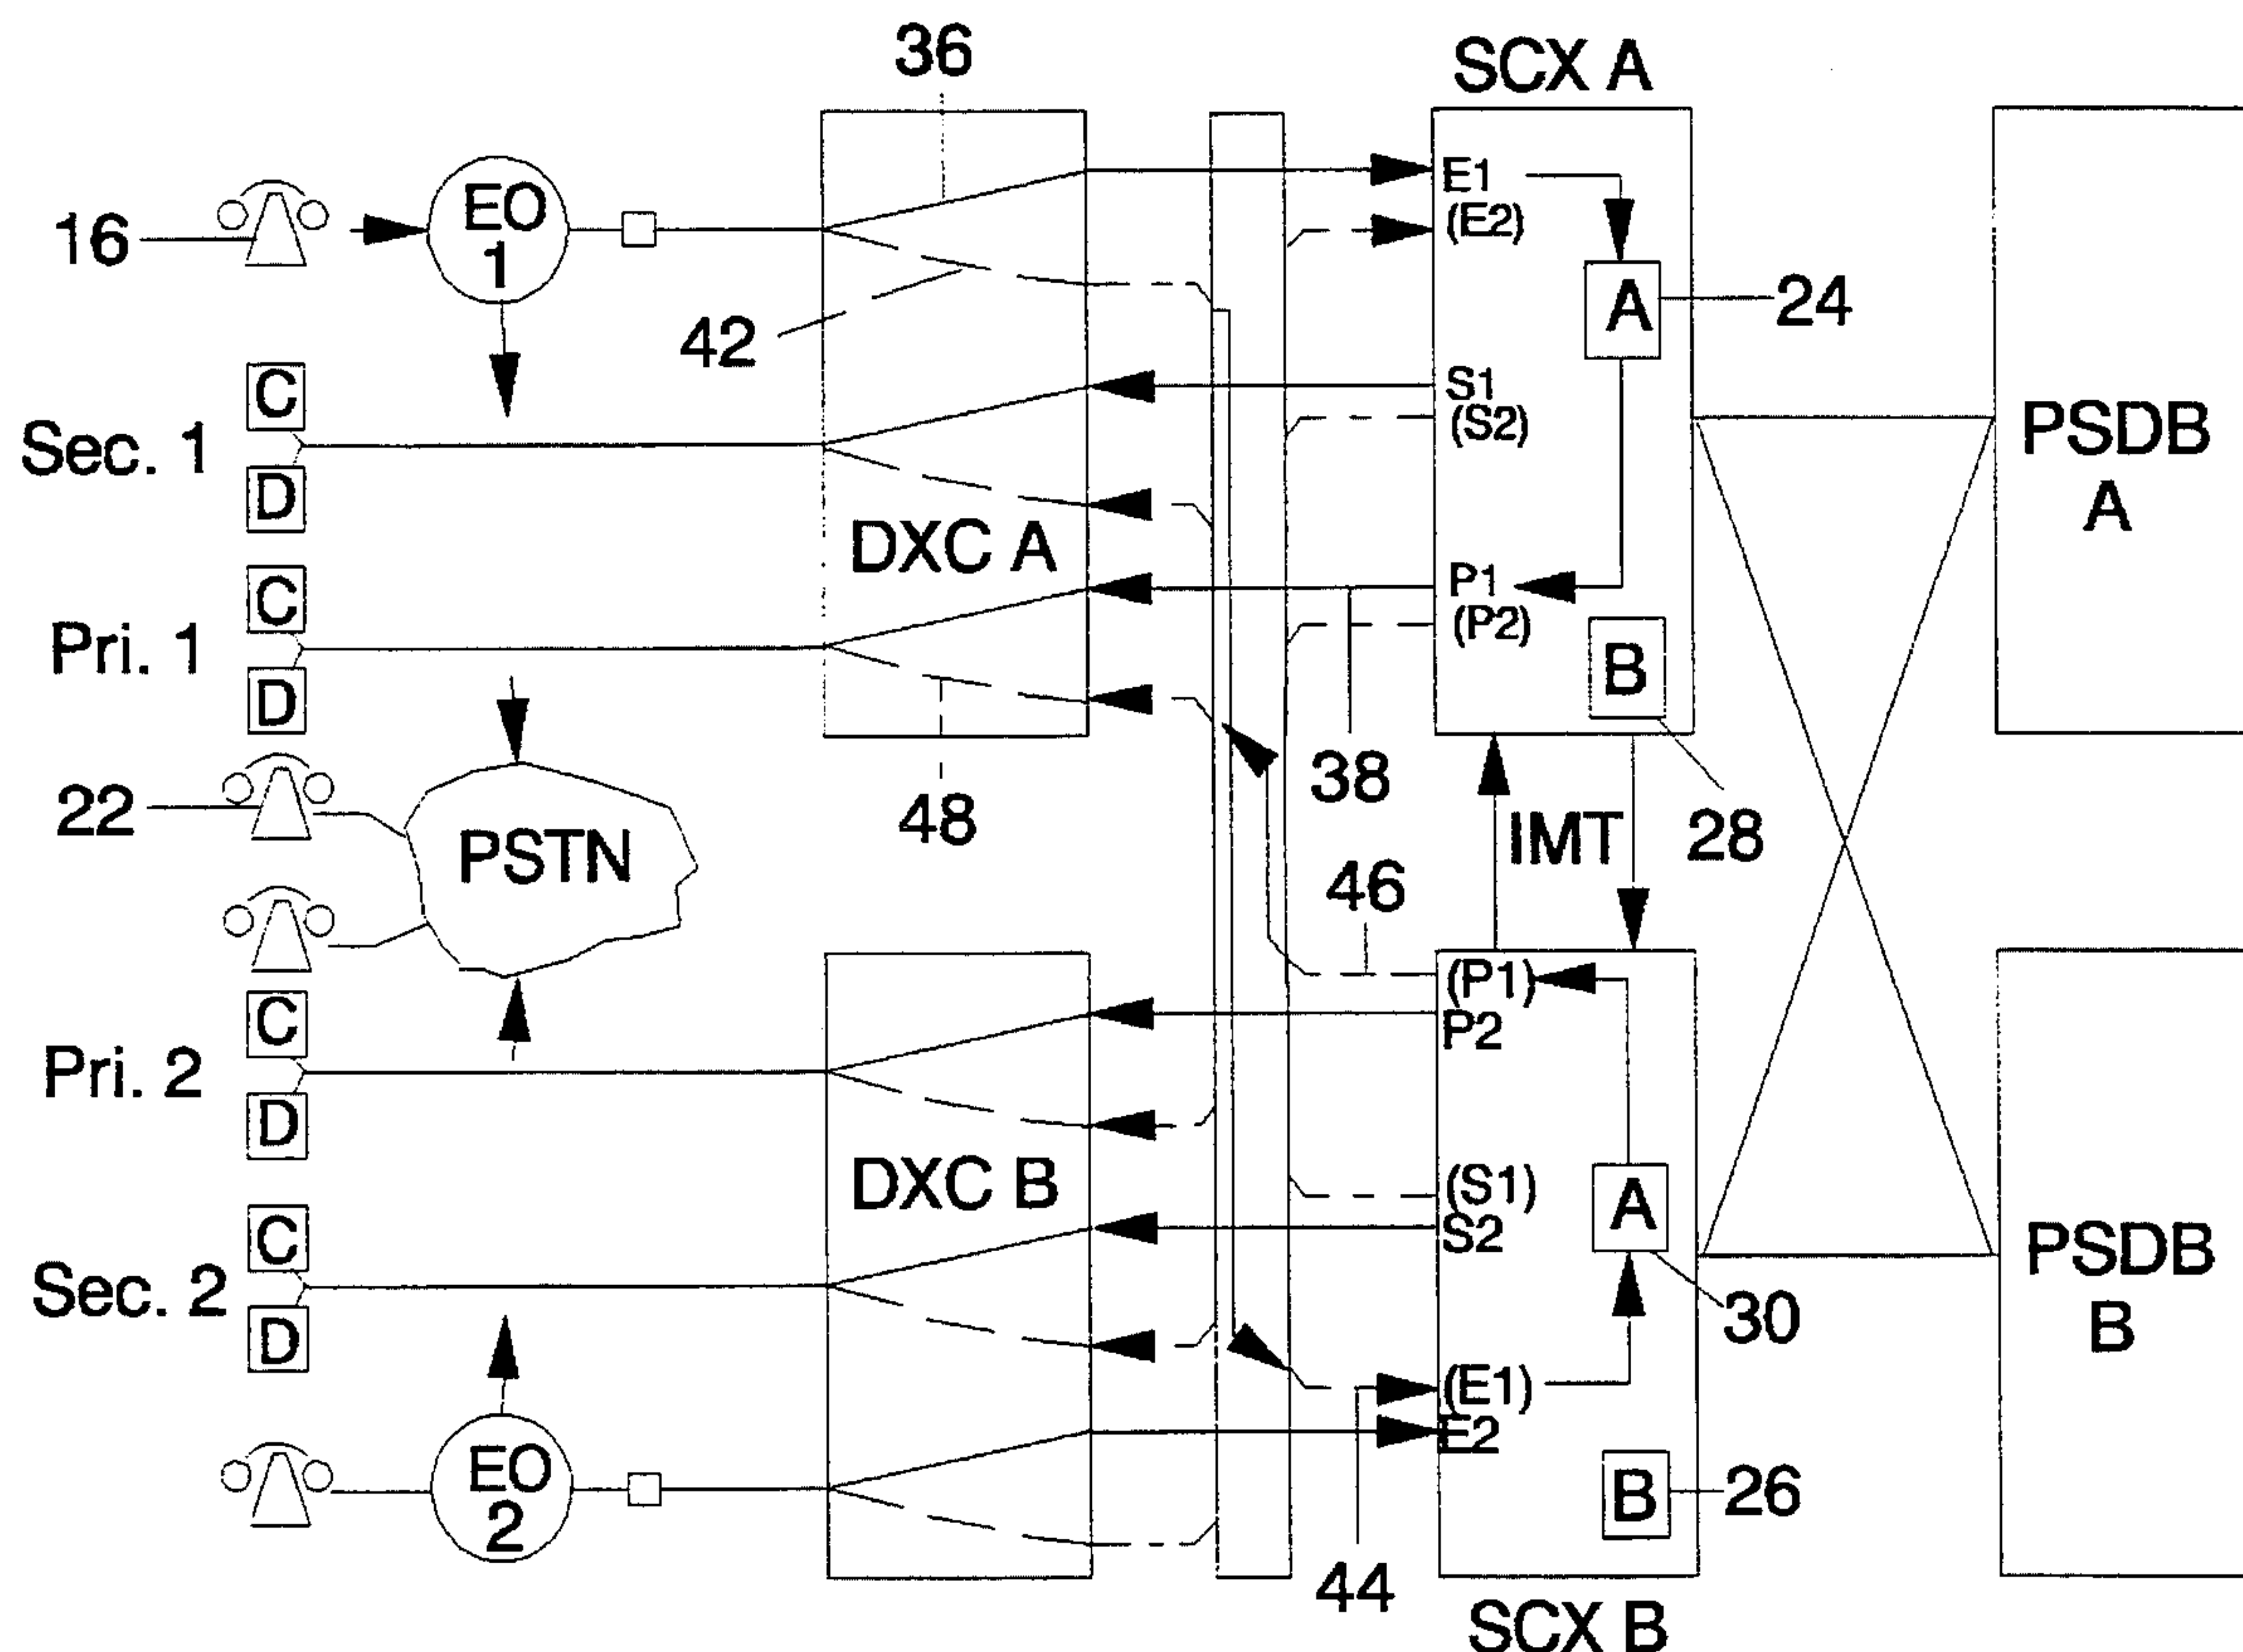 36
SCX A
16
EO
1
E1
(E2)
A
24
42
C
Sec. 1
D
S1
(S2)
PSDB
A
DXC A
C
Pri. 1
D
P1
(P2)
B
22
PSTN
48
38
IMT
28
46
C
Pri. 2
D
(P1)
P2
DXC B
(S1)
S2
A
PSDB
B
C
Sec. 2
D
30
(E1)
E2
EO
2
B
26
44
SCX B